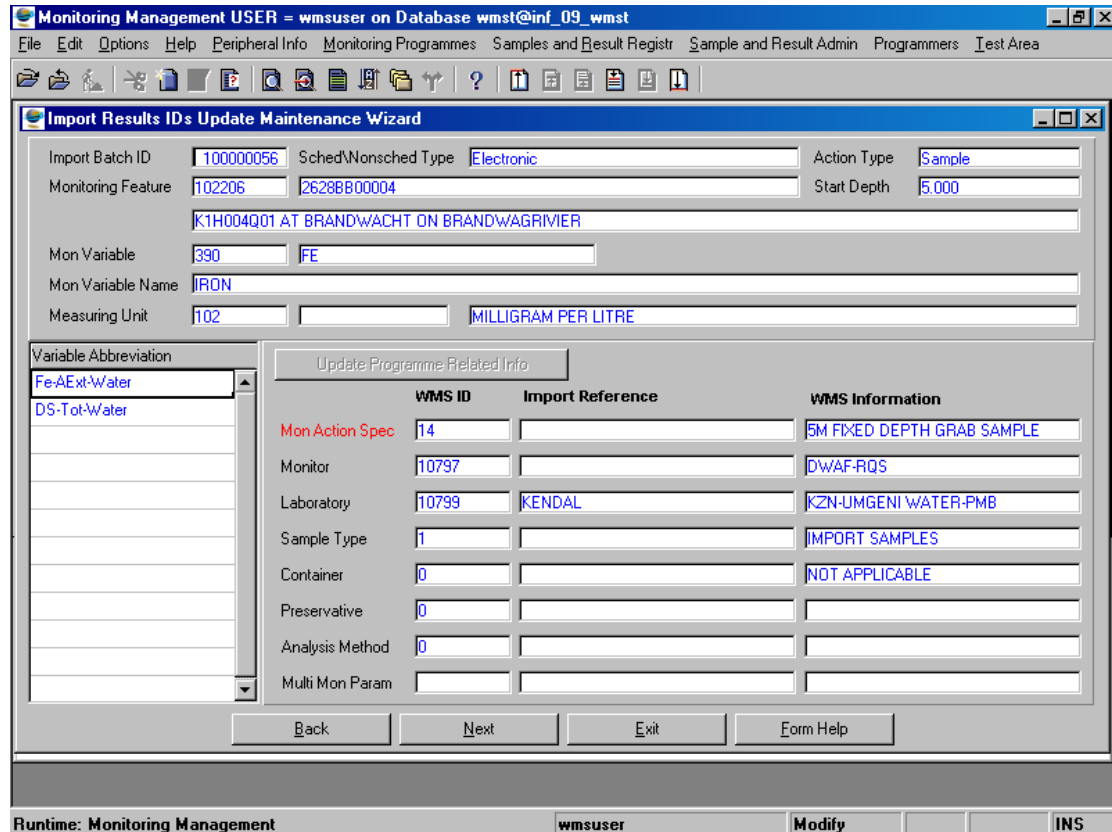 Monitoring Management USER = wmsuser on Database wmst@inf_09_wmst
File Edit Options Help Peripheral Info Monitoring Programmes Samples and Result Registr Sample and Result Admin Programmers Test Area
Import Results IDs Update Maintenance Wizard
Import Batch ID 100000056 Sched\Nonsched Type Electronic Action Type Sample
Monitoring Feature 102206 2628BB00004 Start Depth 5.000
K1H004Q01 AT BRANDWACHT ON BRANDWAGRIVIER
Mon Variable 390 FE
Mon Variable Name IRON
Measuring Unit 102 MILLIGRAM PER LITRE
Variable Abbreviation
Fe-AExt-Water
DS-Tot-Water
Update Programme Related Info
WMS ID Import Reference WMS Information
Mon Action Spec 14 5M FIXED DEPTH GRAB SAMPLE
Monitor 10797 DWAF-RQS
Laboratory 10799 KENDAL KZN-UMGENI WATER-PMB
Sample Type 1 IMPORT SAMPLES
Container 0 NOT APPLICABLE
Preservative 0
Analysis Method 0
Multi Mon Param
Back Next Exit Form Help
Runtime: Monitoring Management wmsuser Modify INS